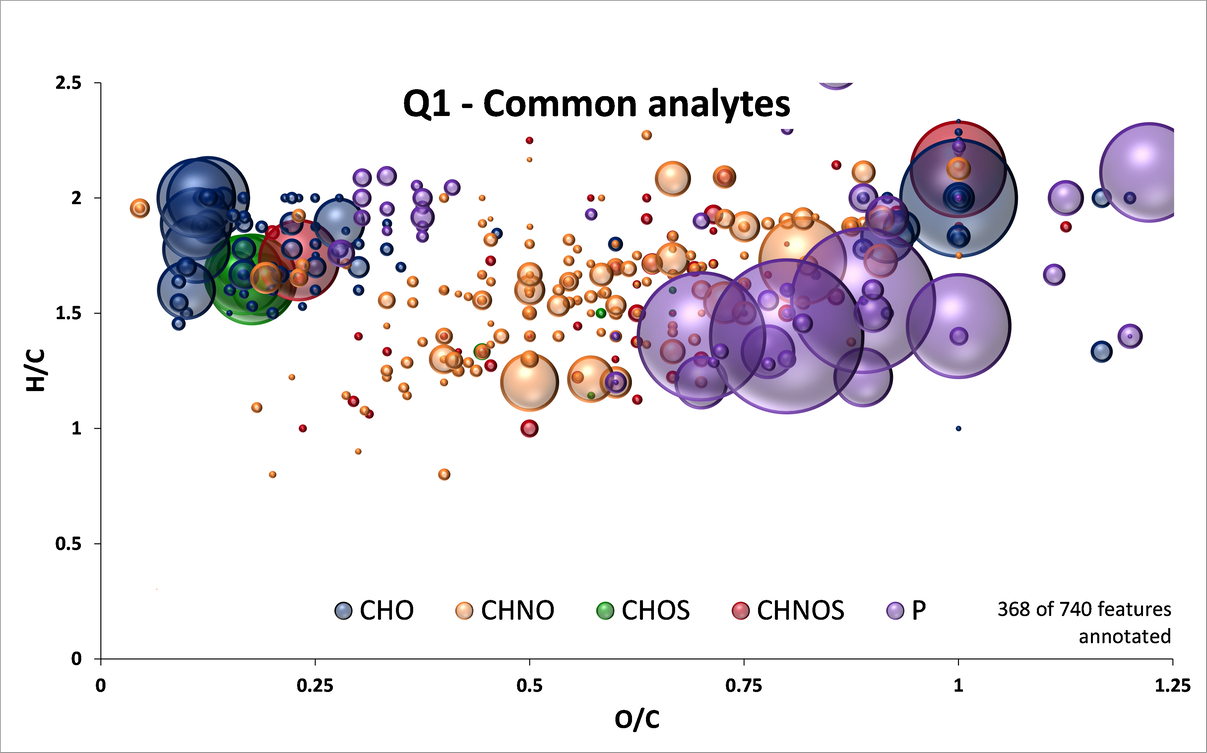 Q1 - Common analytes
2.5
2
1.5
1
0.5
0
H/C
CHO CHNO CHOS CHNOS P
368 of 740 features
annotated
0 0.25 0.5 0.75 1 1.25
O/C